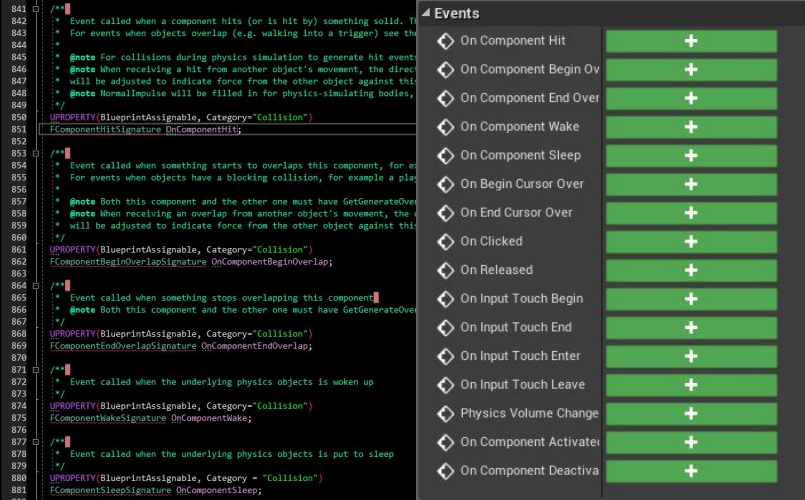 841 /**
842 * Event called when a component hits (or is hit by) something solid. Th
843 * For events when objects overlap (e.g. walking into a trigger) see the
844 *
845 * @note For collisions during physics simulation to generate hit events
846 * @note When receiving a hit from another object's movement, the direct
847 * will be adjusted to indicate force from the other object against this
848 * @note NormalImpulse will be filled in for physics-simulating bodies,
849 */
850 UPROPERTY(BlueprintAssignable, Category="Collision")
851 FComponentHitSignature OnComponentHit;
852
853 /**
854 * Event called when something starts to overlaps this component, for ex
855 * For events when objects have a blocking collision, for example a play
856 *
857 * @note Both this component and the other one must have GetGenerateOver
858 * @note When receiving an overlap from another object's movement, the d
859 * will be adjusted to indicate force from the other object against this
860 */
861 UPROPERTY(BlueprintAssignable, Category="Collision")
862 FComponentBeginOverlapSignature OnComponentBeginOverlap;
863
864 /**
865 * Event called when something stops overlapping this component
866 * @note Both this component and the other one must have GetGenerateOver
867 */
868 UPROPERTY(BlueprintAssignable, Category="Collision")
869 FComponentEndOverlapSignature OnComponentEndOverlap;
870
871 /**
872 * Event called when the underlying physics objects is woken up
873 */
874 UPROPERTY(BlueprintAssignable, Category="Collision")
875 FComponentWakeSignature OnComponentWake;
876
877 /**
878 * Event called when the underlying physics objects is put to sleep
879 */
880 UPROPERTY(BlueprintAssignable, Category = "Collision")
881 FComponentSleepSignature OnComponentSleep;
Events
On Component Hit
On Component Begin Ov
On Component End Over
On Component Wake
On Component Sleep
On Begin Cursor Over
On End Cursor Over
On Clicked
On Released
On Input Touch Begin
On Input Touch End
On Input Touch Enter
On Input Touch Leave
Physics Volume Change
On Component Activate
On Component Deactiva